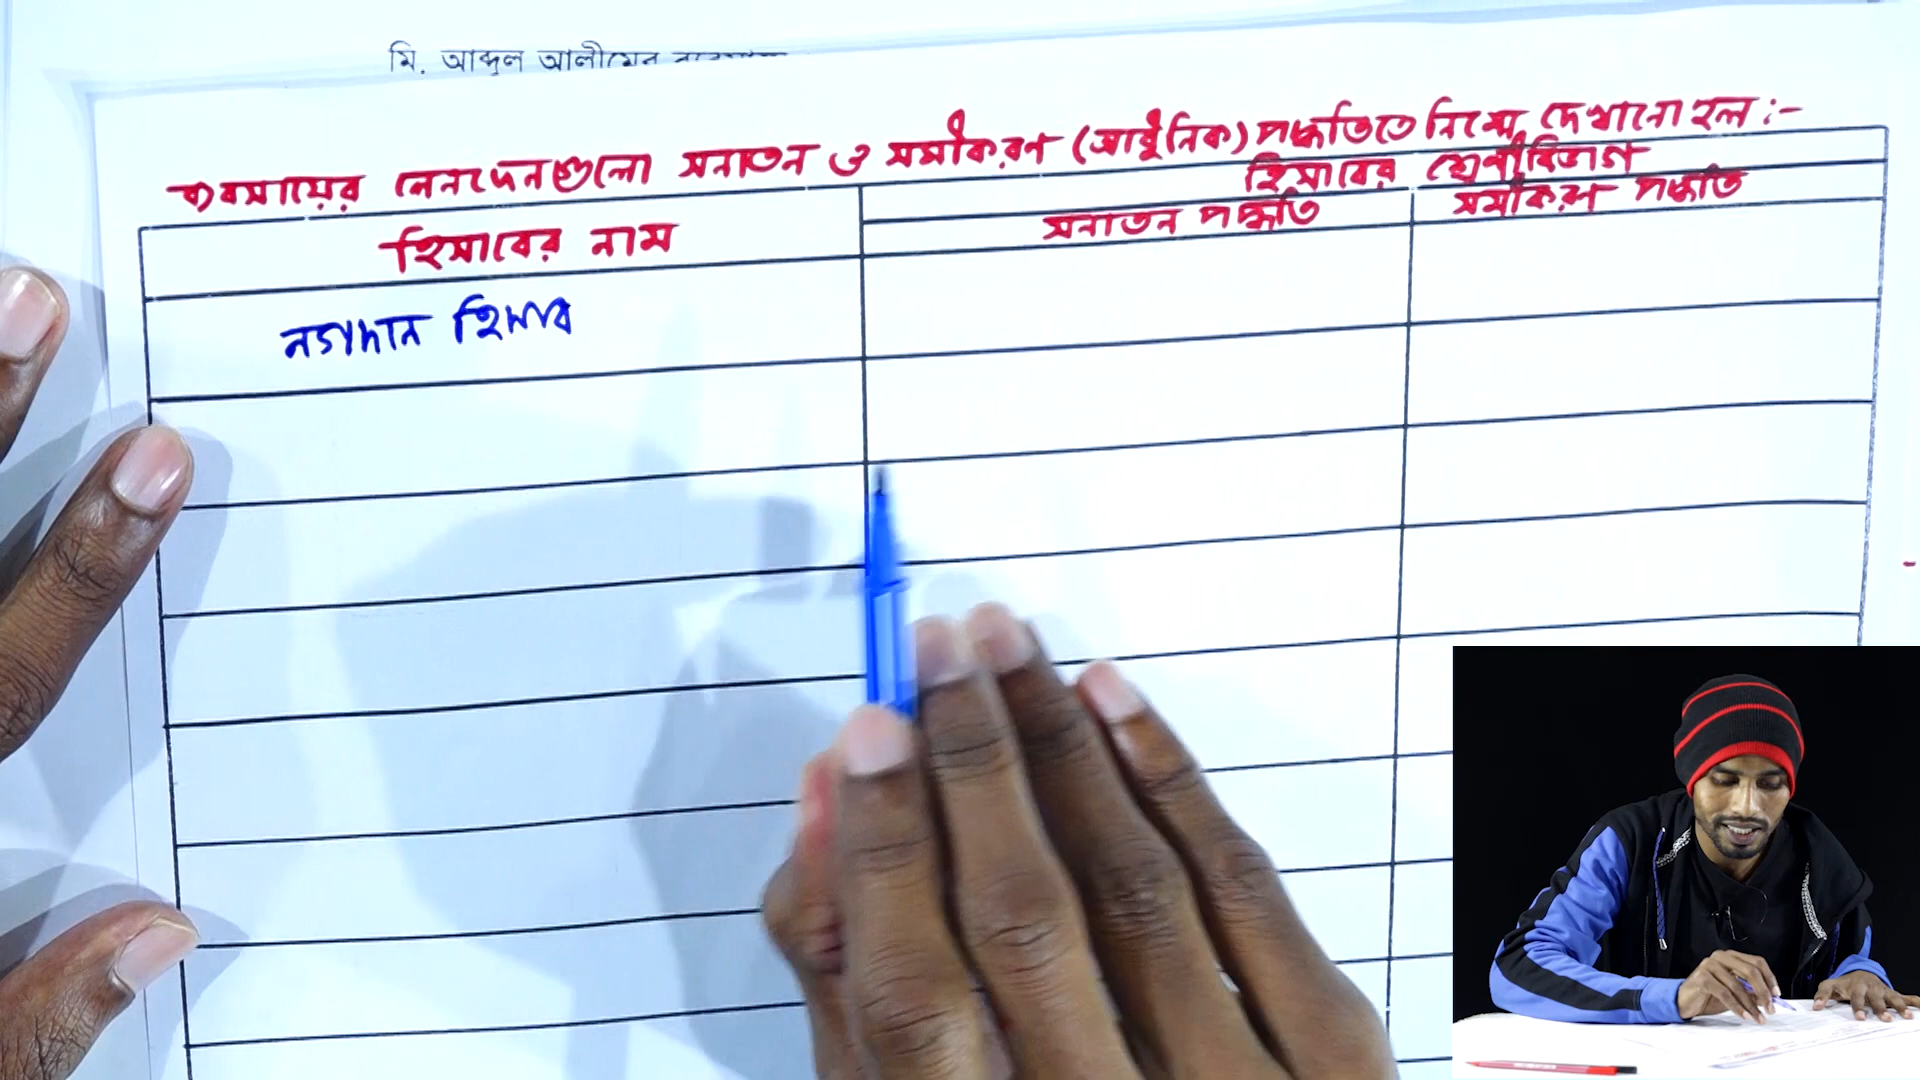 মি. আব্দুল আলীমের
ব্যবসায়ের লেনদেনগুলো সনাতন ও সমীকরণ (আধুনিক) পদ্ধতিতে নিম্নে দেখানো হল :-
হিসাবের নাম
হিসাবের শ্রেণীবিভাগ
সনাতন পদ্ধতি
সমীকরণ পদ্ধতি
নগদান হিসাব